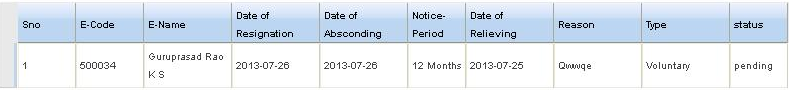 Sno E-Code E-Name Date of Resignation Date of Absconding Notice-Period Date of Relieving Reason Type status
1 500034 Guruprasad Rao K S 2013-07-26 2013-07-26 12 Months 2013-07-25 Qwwqe Voluntary pending